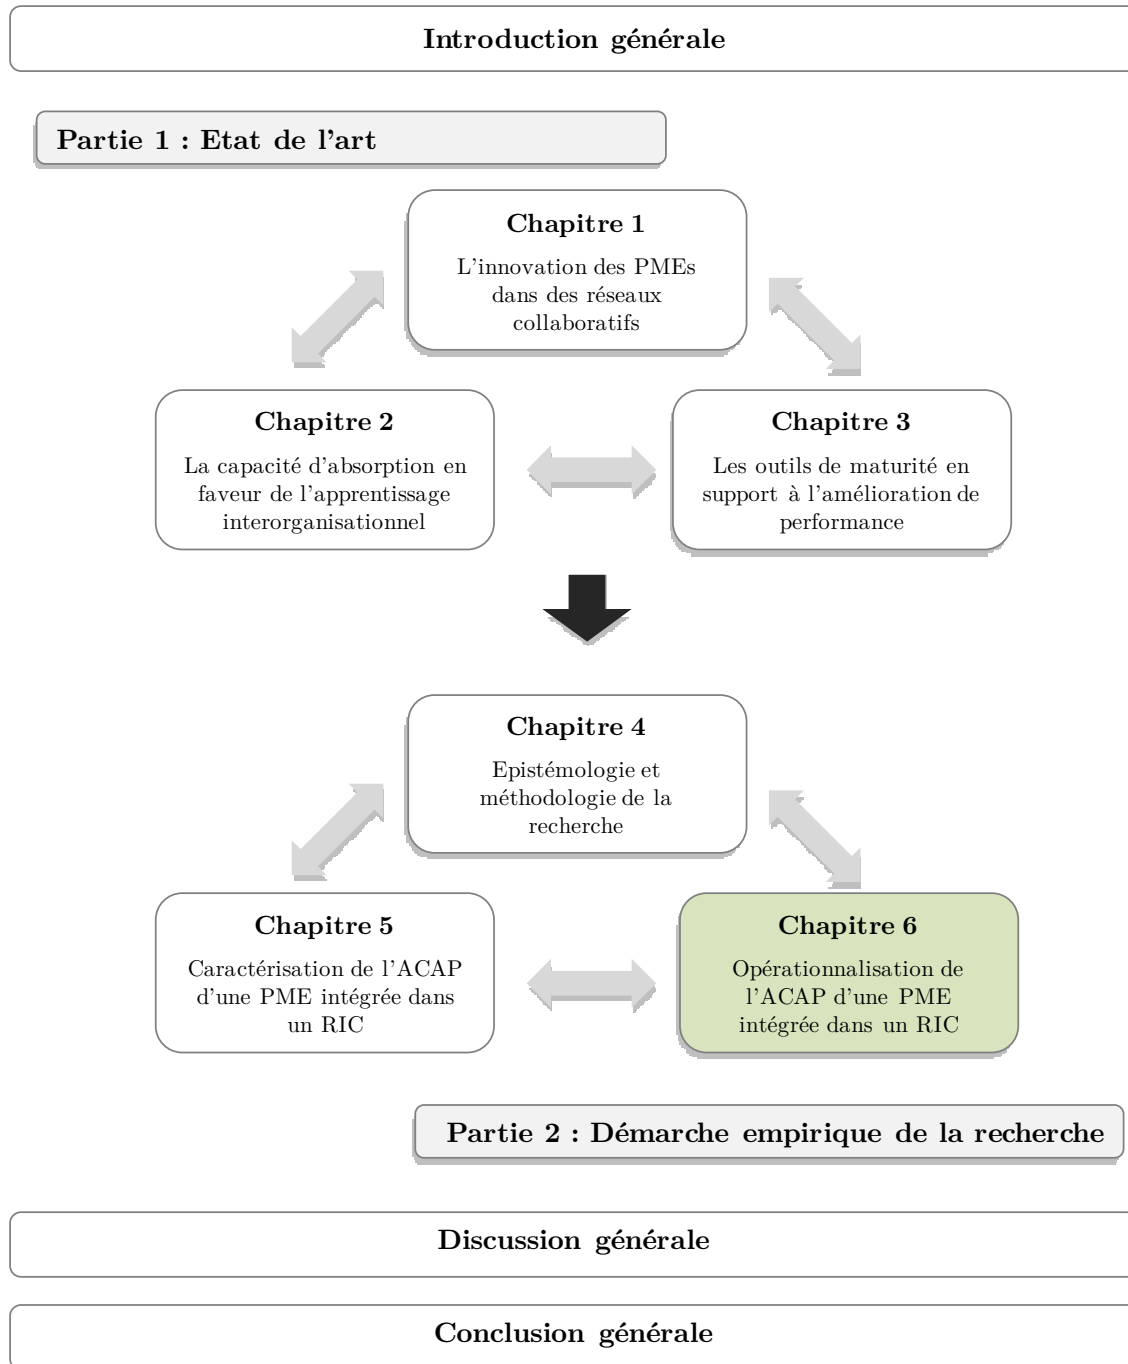 Introduction générale
Partie 1 : Etat de l'art
Chapitre 1
L'innovation des PMEs
dans des réseaux
collaboratifs
Chapitre 2
La capacité d'absorption en
faveur de l'apprentissage
interorganisationnel
Chapitre 3
Les outils de maturité en
support à l'amélioration de
performance
Chapitre 4
Epistémologie et
méthodologie de la
recherche
Chapitre 5
Caractérisation de l'ACAP
d'une PME intégrée dans
un RIC
Chapitre 6
Opérationnalisation de
l'ACAP d'une PME
intégrée dans un RIC
Partie 2 : Démarche empirique de la recherche
Discussion générale
Conclusion générale